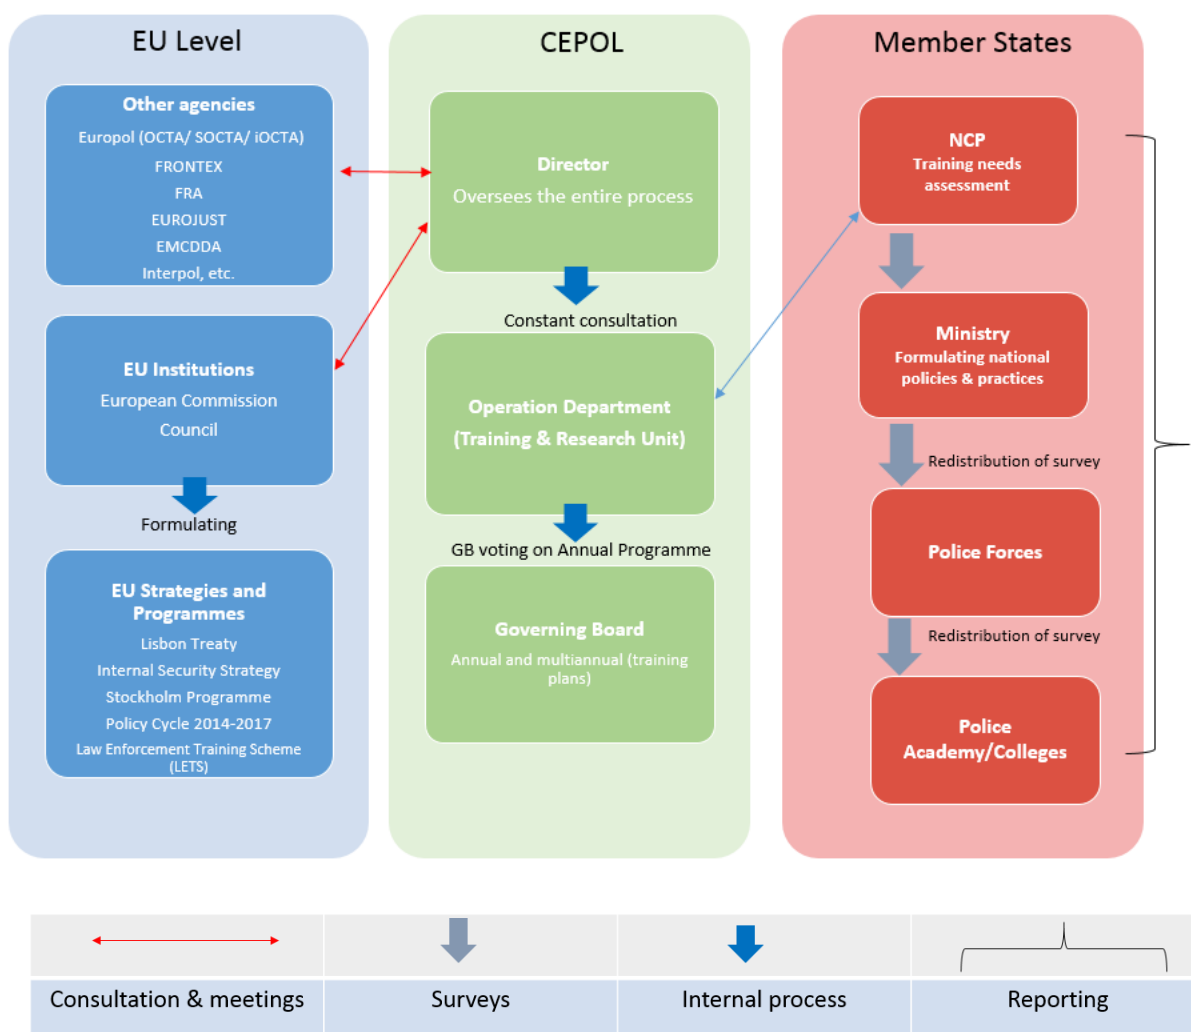 EU Level
Other agencies
Europol (OCTA/ SOCTA/ iOCTA)
FRONTEX
FRA
EUROJUST
EMCDDA
Interpol, etc.
EU Institutions
European Commission
Council
Formulating
EU Strategies and
Programmes
Lisbon Treaty
Internal Security Strategy
Stockholm Programme
Policy Cycle 2014-2017
Law Enforcement Training Scheme
(LETS)
CEPOL
Director
Oversees the entire process
Constant consultation
Operation Department
(Training & Research Unit)
GB voting on Annual Programme
Governing Board
Annual and multiannual (training
plans)
Member States
NCP
Training needs
assessment
Ministry
Formulating national
policies & practices
Redistribution of survey
Police Forces
Redistribution of survey
Police
Academy/Colleges
Consultation & meetings
Surveys
Internal process
Reporting